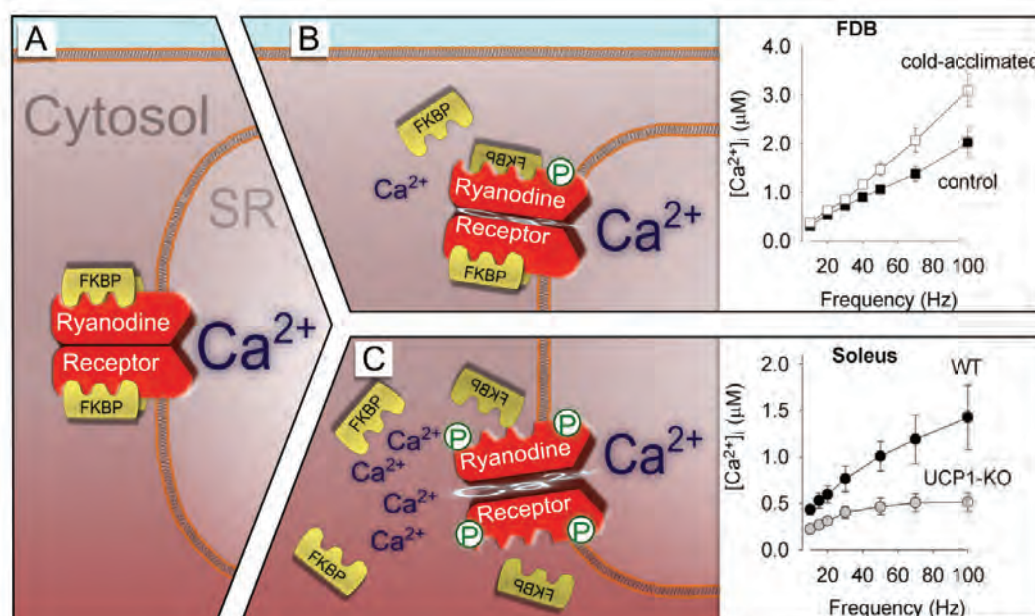 A
Cytosol
SR
FKBP
Ryanodine
Receptor
FKBP
Ca²⁺
B
FKBP
FKBP
P
Ca²⁺
Ryanodine
Receptor
Ca²⁺
FKBP
FDB
4.0
3.0
2.0
1.0
0.0
[Ca²⁺]ᵢ (μM)
cold-acclimated
control
20 40 60 80 100
Frequency (Hz)
C
FKBP
FKBP
Ca²⁺
P
P
Ca²⁺
Ryanodine
Ca²⁺
Ca²⁺
Receptor
Ca²⁺
P
P
FKBP
FKBP
Soleus
2.0
1.5
1.0
0.5
0.0
[Ca²⁺]ᵢ (μM)
WT
UCP1-KO
20 40 60 80 100
Frequency (Hz)